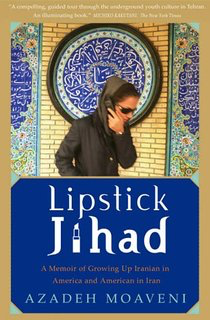 "A compelling, guided tour through the underground youth culture in Tehran.
An illuminating book." MICHIKO KAKUTANI, The New York Times
Lipstick
Jihad
A Memoir of Growing Up Iranian in
America and American in Iran
AZADEH MOAVENI